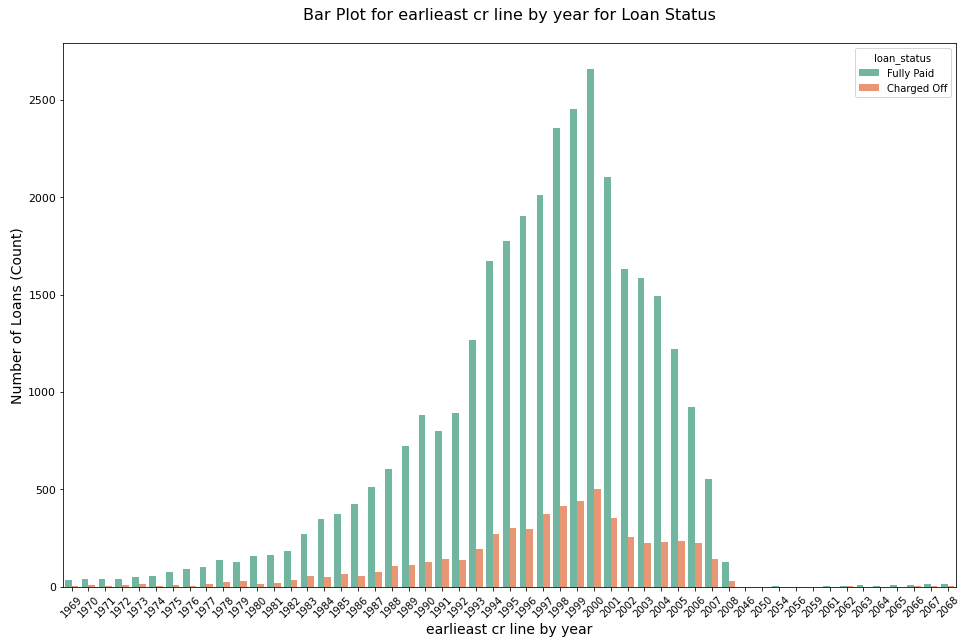 Bar Plot for earlieast cr line by year for Loan Status
loan_status
Fully Paid
Charged Off
Number of Loans (Count)
2500
2000
1500
1000
500
0
1969 1970 1971 1972 1973 1974 1975 1976 1977 1978 1979 1980 1981 1982 1983 1984 1985 1986 1987 1988 1989 1990 1991 1992 1993 1994 1995 1996 1997 1998 1999 2000 2001 2002 2003 2004 2005 2006 2007 2008 2046 2050 2054 2056 2059 2061 2062 2063 2064 2065 2066 2067 2068
earlieast cr line by year